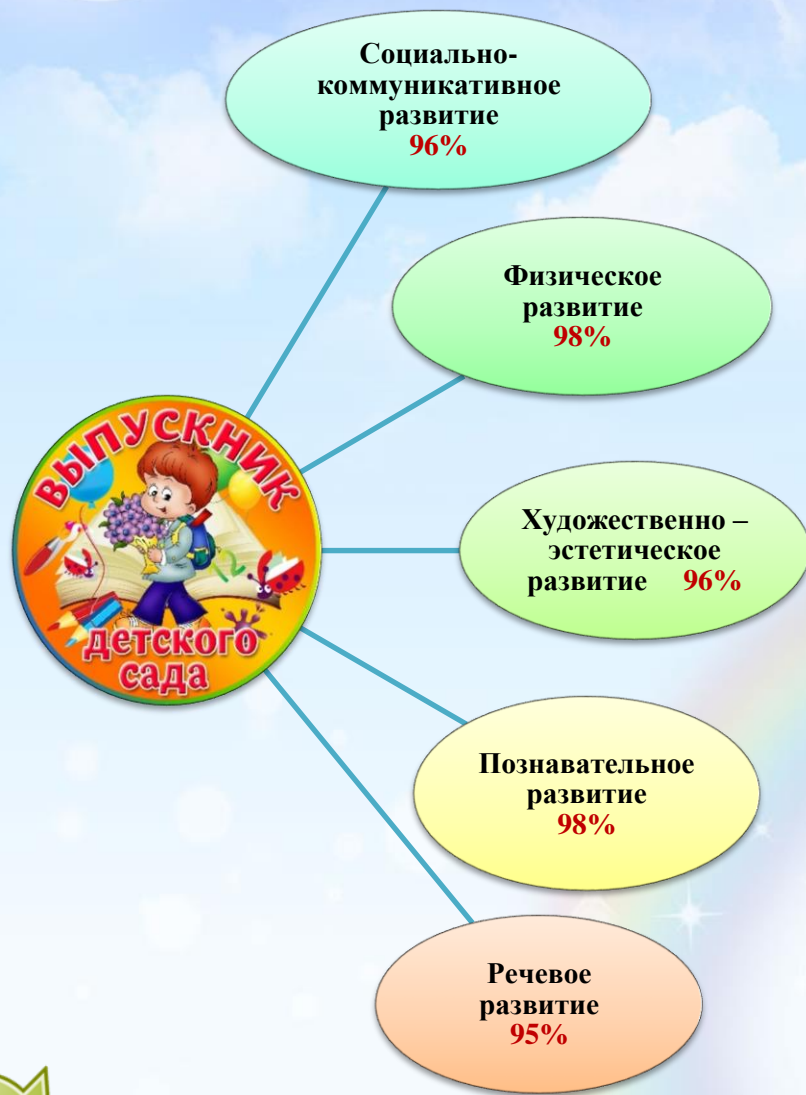 Социально-
коммуникативное
развитие
96%
Физическое
развитие
98%
ВЫПУСКНИК
детского
сада
12
Художественно –
эстетическое
развитие 96%
Познавательное
развитие
98%
Речевое
развитие
95%